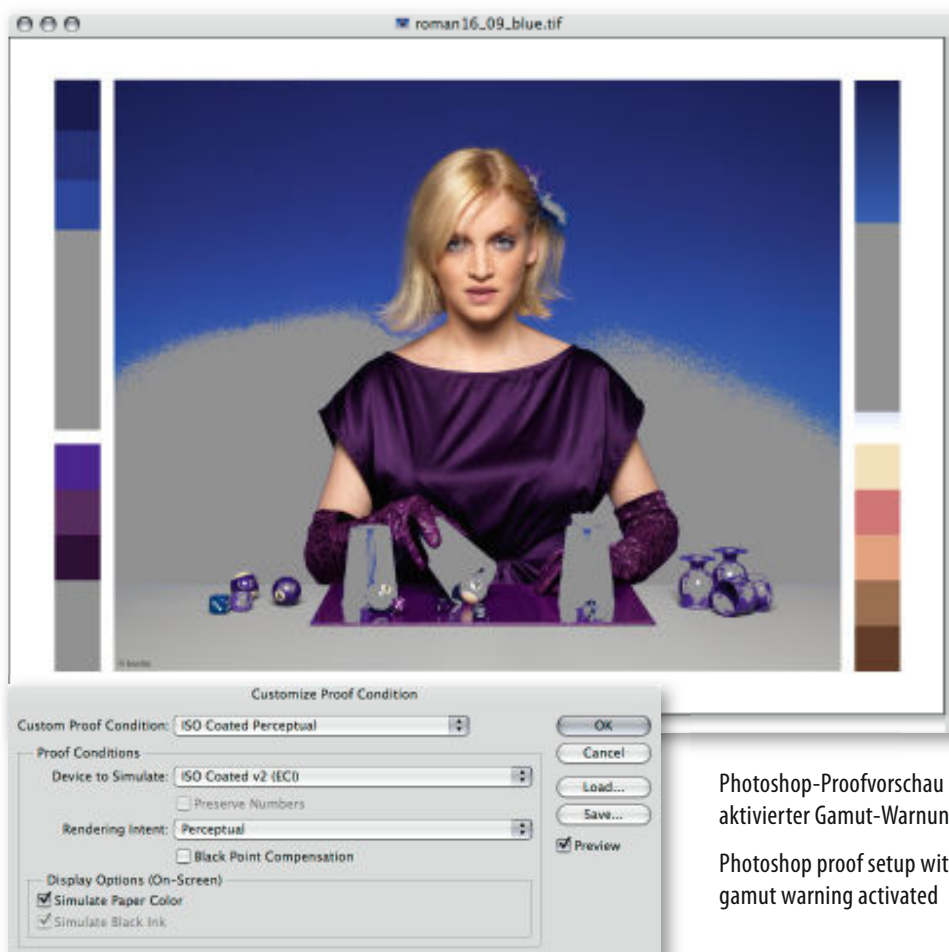 roman16_09_blue.tif
Customize Proof Condition
Custom Proof Condition: ISO Coated Perceptual
OK
Proof Conditions
Cancel
Device to Simulate: ISO Coated v2 (ECI)
Load...
Preserve Numbers
Save...
Rendering Intent: Perceptual
Preview
Black Point Compensation
Display Options (On-Screen)
Simulate Paper Color
Simulate Black Ink
Photoshop-Proofvorschau
aktivierter Gamut-Warnun
Photoshop proof setup wit
gamut warning activated